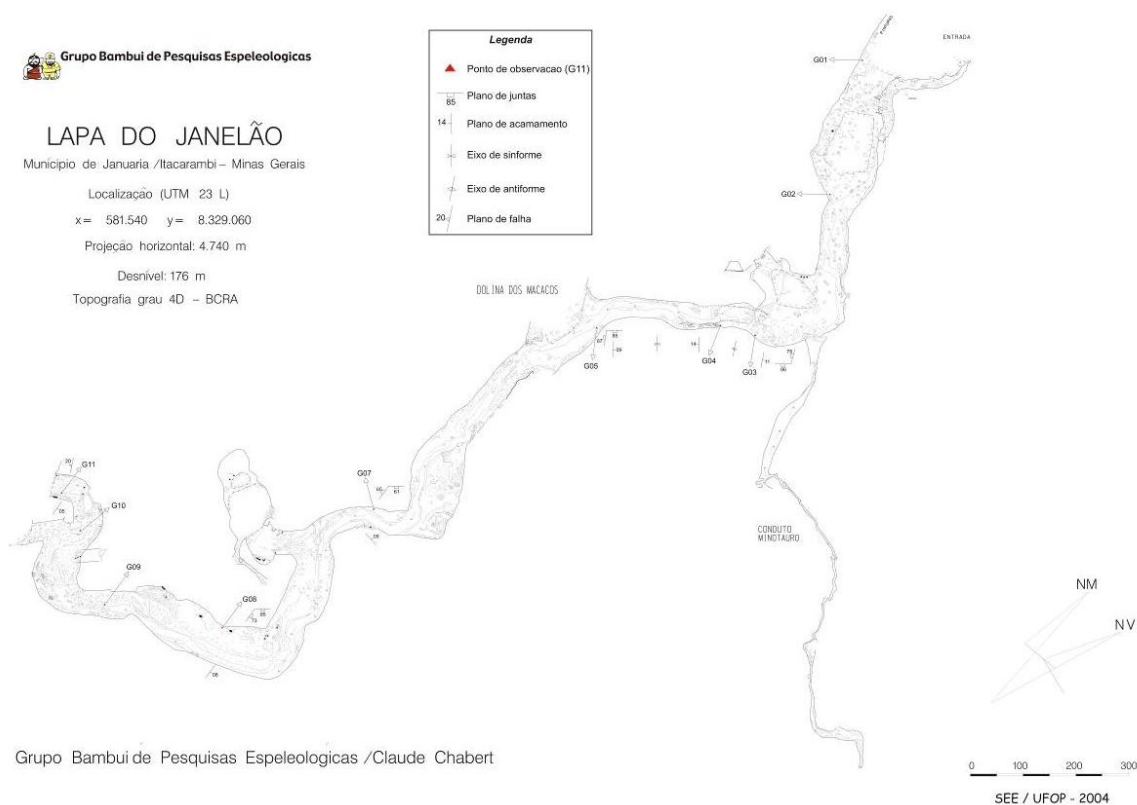 Grupo Bambui de Pesquisas Espeleologicas
LAPA DO JANELÃO
Município de Januaria /Itacarambi – Minas Gerais
Localização (UTM 23 L)
x= 581.540 y= 8.329.060
Projeção horizontal: 4.740 m
Desnível: 176 m
Topografia grau 4D – BCRA
Legenda
Ponto de observacao (G11)
85 Plano de juntas
14 Plano de acamamento
Eixo de sinforme
Eixo de antiforme
20 Plano de falha
ENTRADA
G01
G02
DOLINA DOS MACACOS
G05
G04
G03
G07
G11
G10
G09
G08
CONDUTO
MINOTAURO
NM
NV
Grupo Bambui de Pesquisas Espeleologicas /Claude Chabert
0 100 200 300
SEE / UFOP - 2004